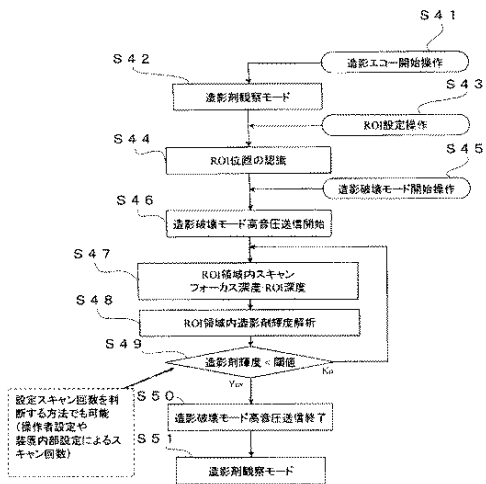 S41
造影エコー開始操作
S42
造影剤観察モード
S43
ROI設定操作
S44
ROI位置の認識
S45
造影破壊モード開始操作
S46
造影破壊モード高音圧送信開始
S47
ROI領域内スキャン
フォーカス深度=ROI深度
S48
ROI領域内造影剤輝度解析
S49
造影剤輝度<閾値
No
Yes
設定スキャン回数を判
断する方法でも可能
(操作者設定や
装置内部設定によるス
キャン回数)
S50
造影破壊モード高音圧送信終了
S51
造影剤観察モード